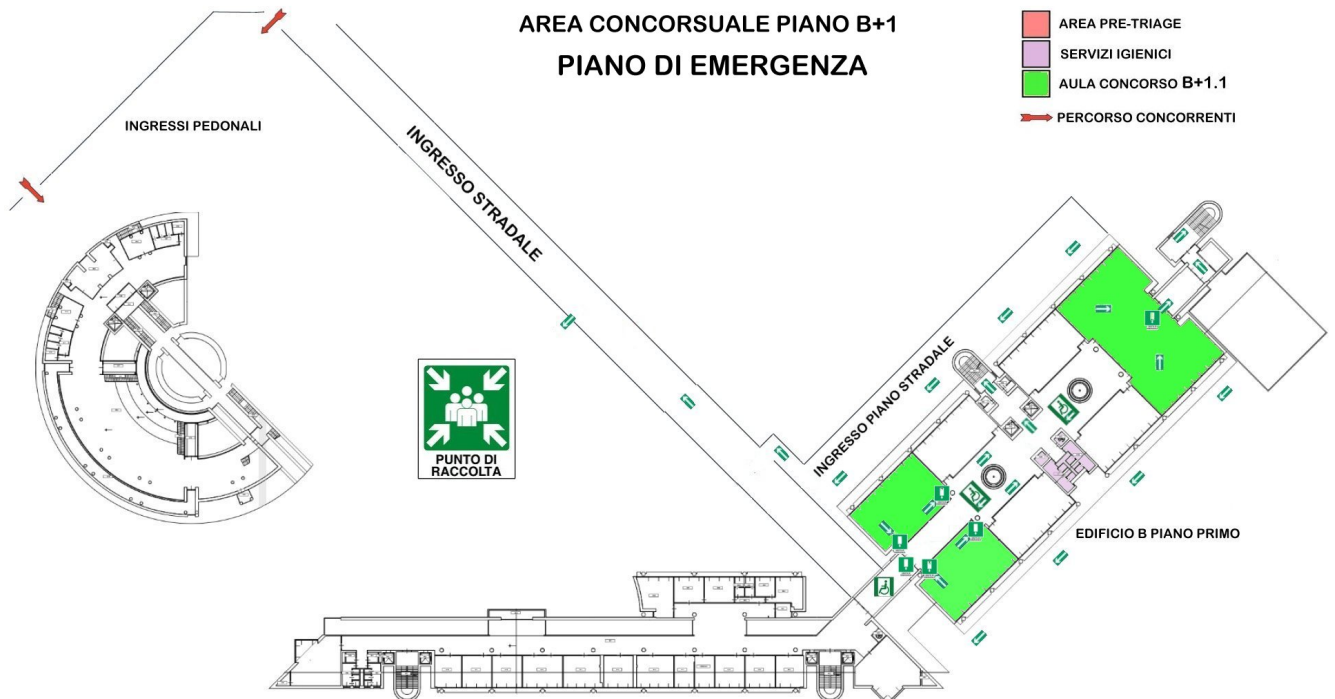 AREA CONCORSUALE PIANO B+1
PIANO DI EMERGENZA
AREA PRE-TRIAGE
SERVIZI IGIENICI
AULA CONCORSO B+1.1
PERCORSO CONCORRENTI
INGRESSI PEDONALI
INGRESSO STRADALE
INGRESSO PIANO STRADALE
PUNTO DI
RACCOLTA
EDIFICIO B PIANO PRIMO